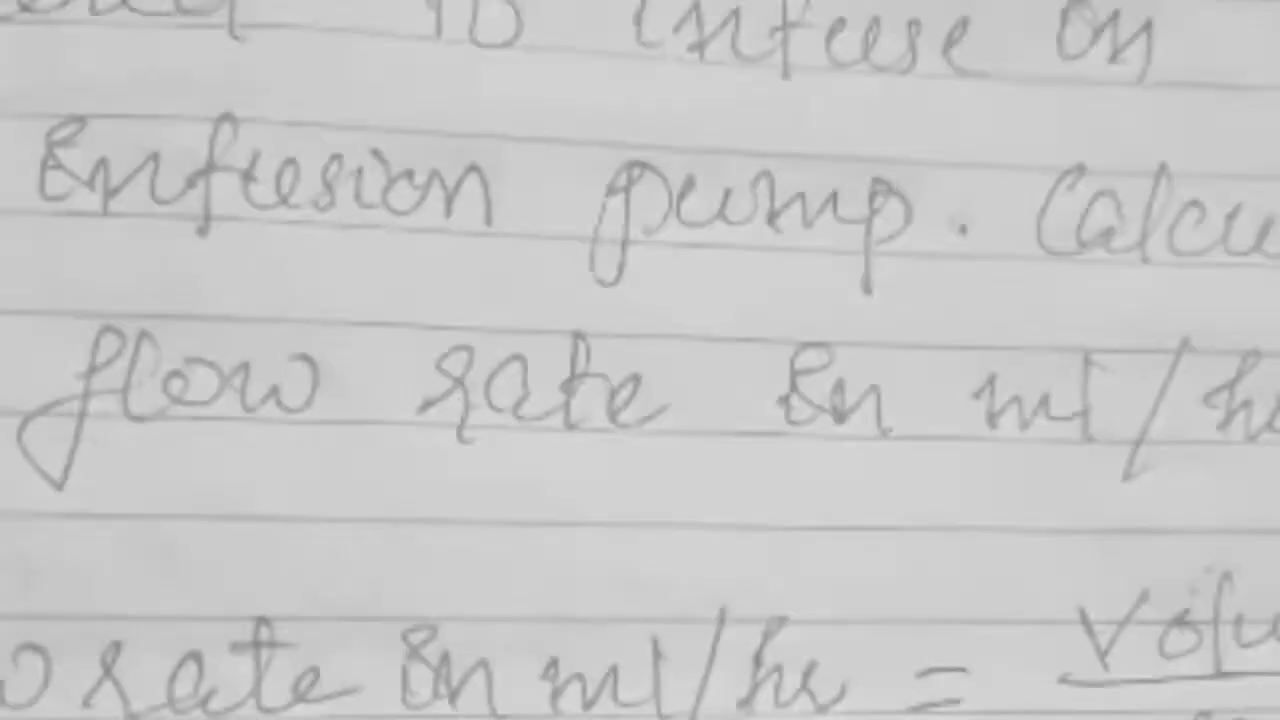 to infuse on
Infusion pump. Calcu
flow rate in ml/hr
rate in ml/hr = Volu